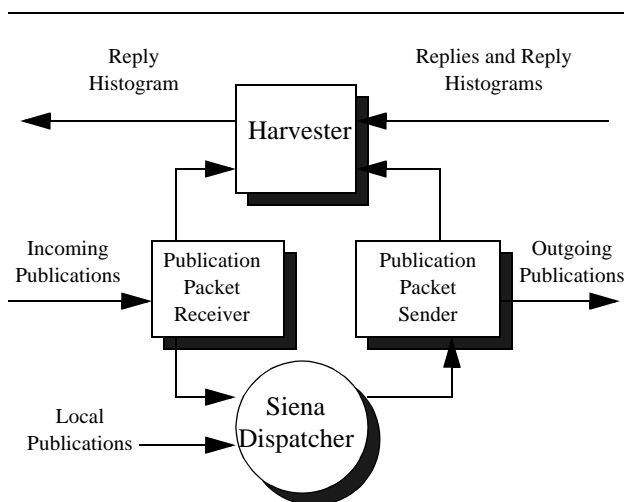 Reply
Histogram
Replies and Reply
Histograms
Harvester
Incoming
Publications
Publication
Packet
Receiver
Publication
Packet
Sender
Outgoing
Publications
Siena
Dispatcher
Local
Publications